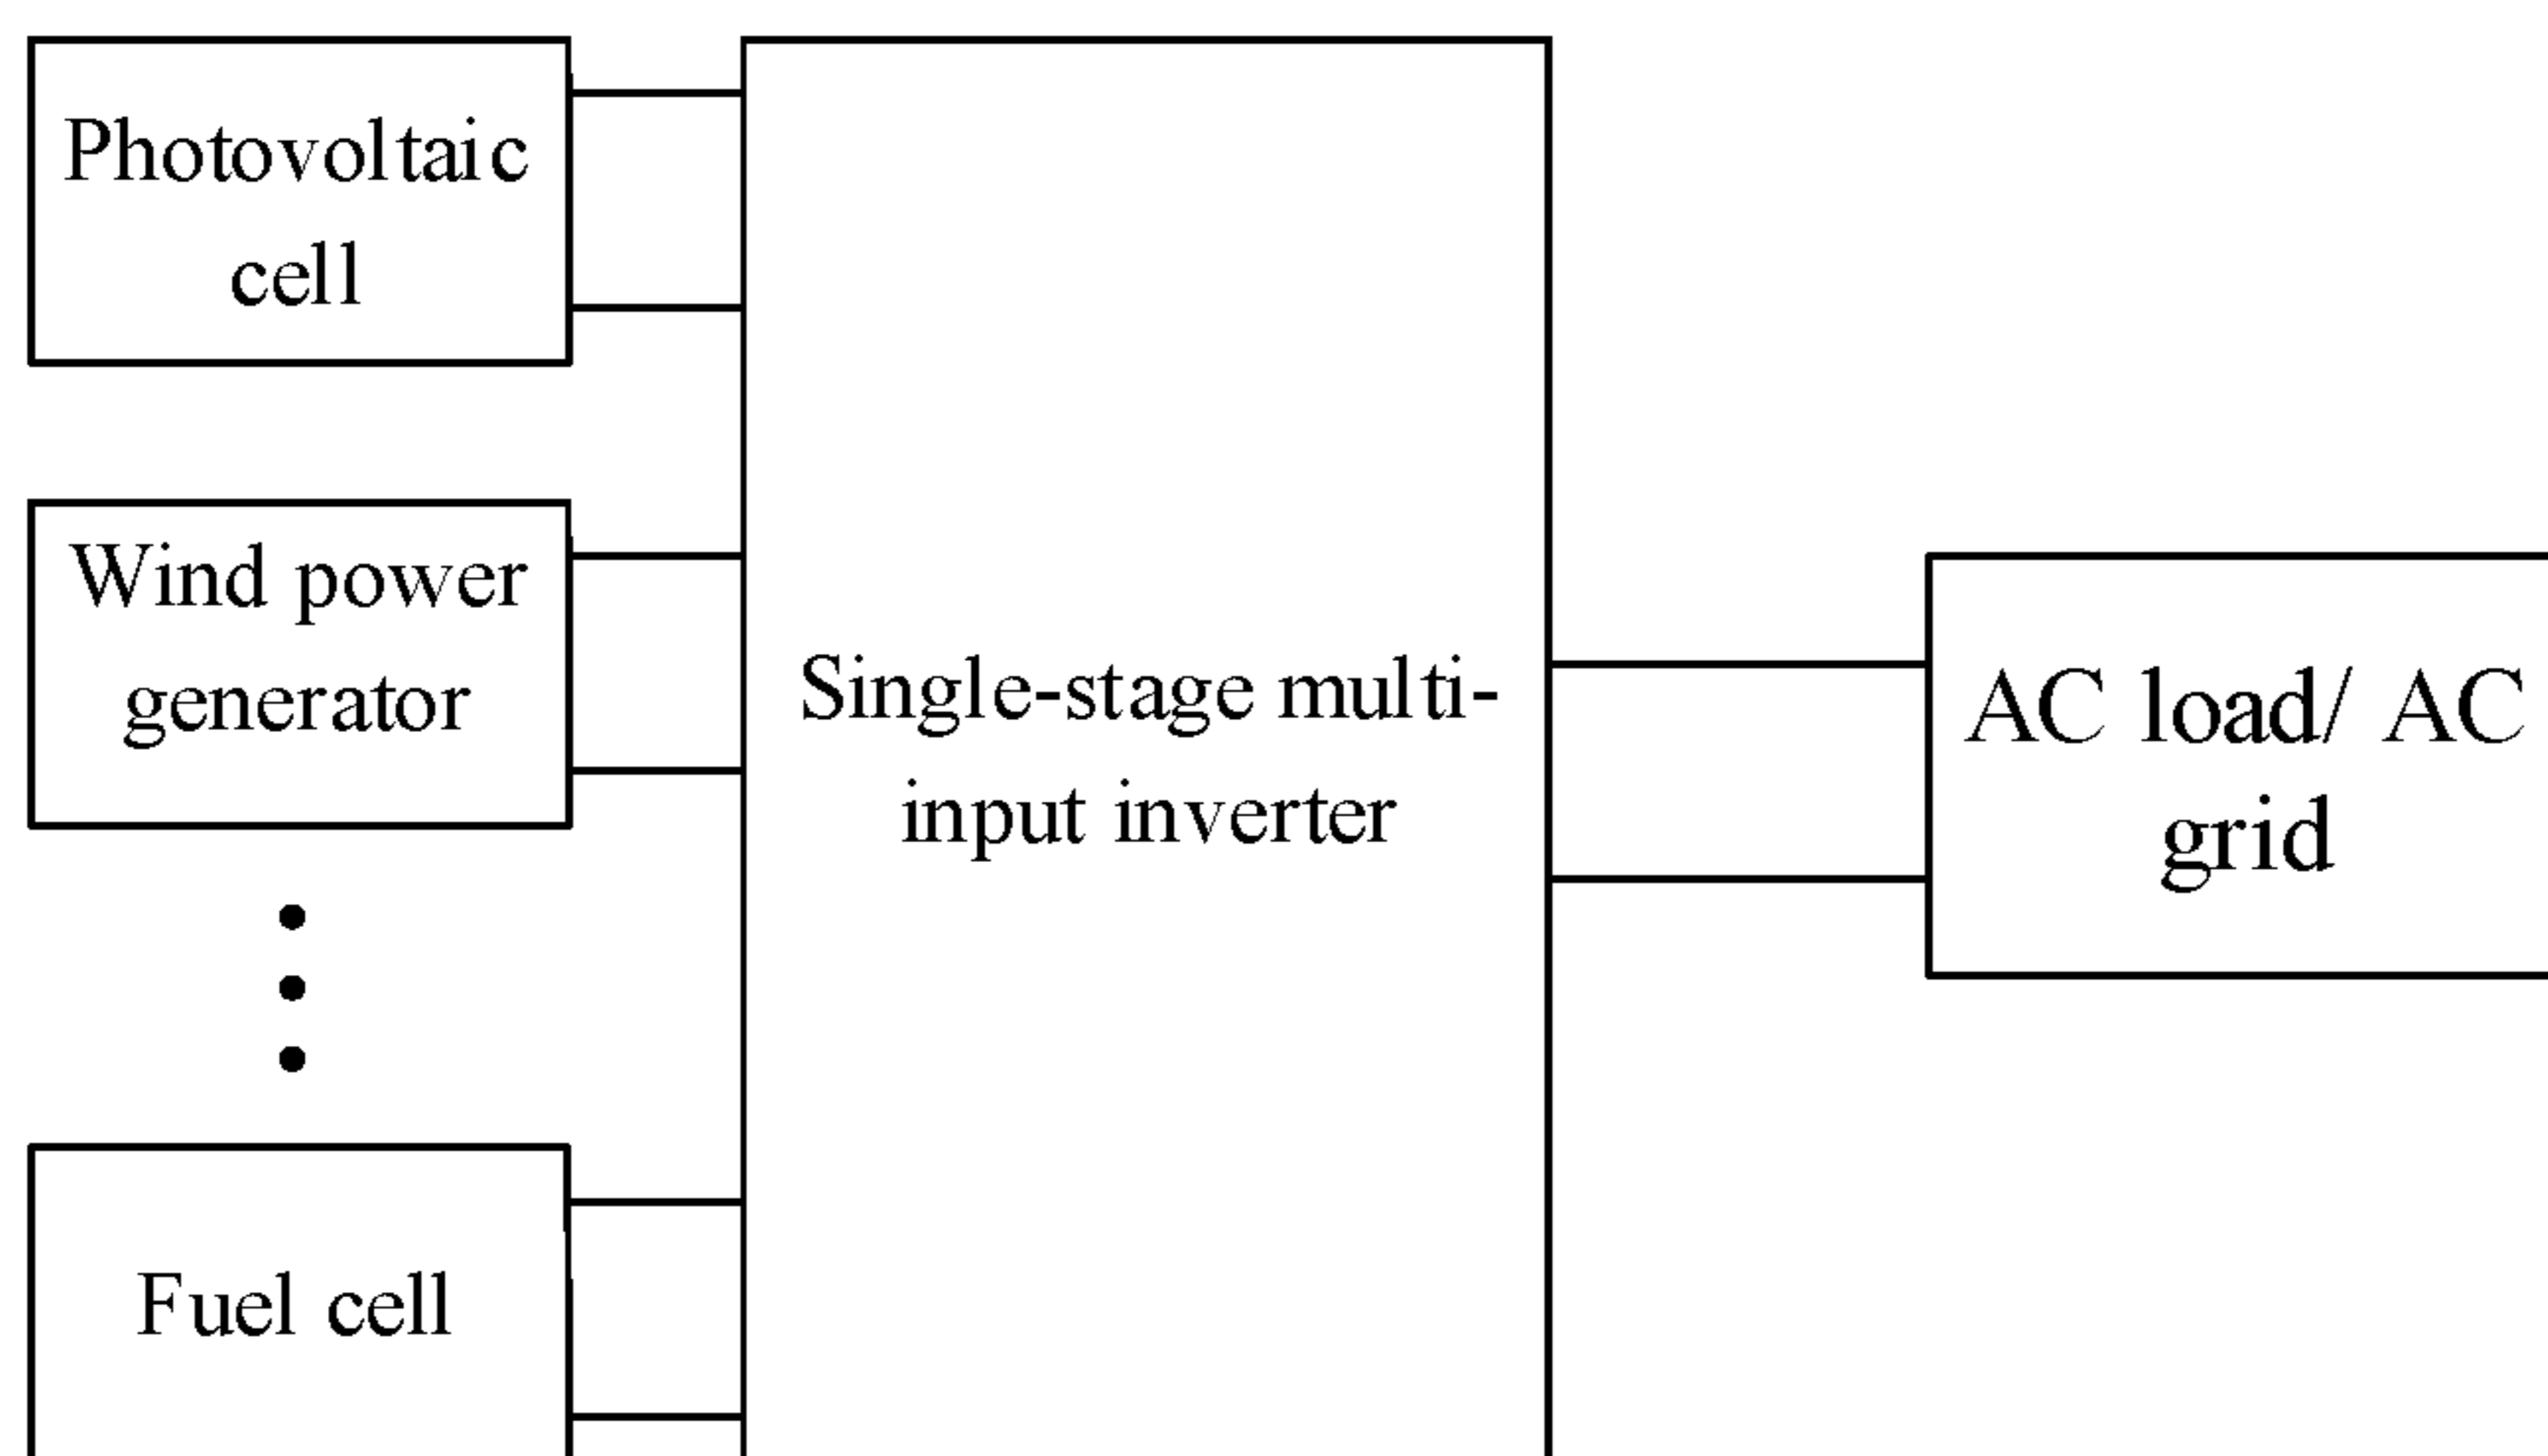 Photovoltaic
cell
Wind power
generator
Fuel cell
Single-stage multi-
input inverter
AC load/ AC
grid